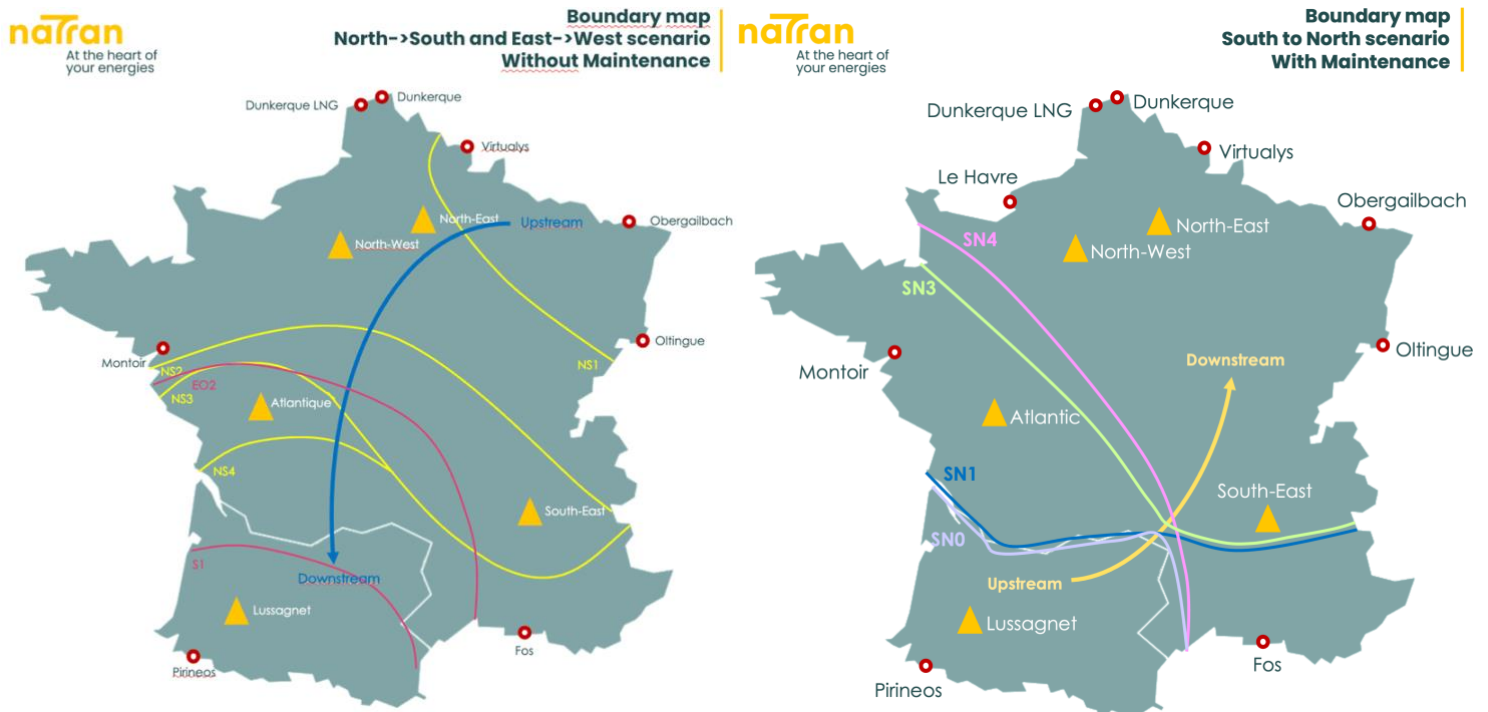 naTran
At the heart of
your energies
Boundary map
North->South and East->West scenario
Without Maintenance
Dunkerque LNG
Dunkerque
Virtualys
North-East
Upstream
Obergailbach
North-West
Oltingue
Montoir
NS2
NS1
EO2
NS3
Atlantique
NS4
South-East
S1
Downstream
Lussagnet
Fos
Pirineos
naTran
At the heart of
your energies
Boundary map
South to North scenario
With Maintenance
Dunkerque LNG
Dunkerque
Virtualys
Le Havre
Obergailbach
North-East
SN4
North-West
SN3
Oltingue
Downstream
Montoir
Atlantic
SN1
South-East
SN0
Upstream
Lussagnet
Fos
Pirineos